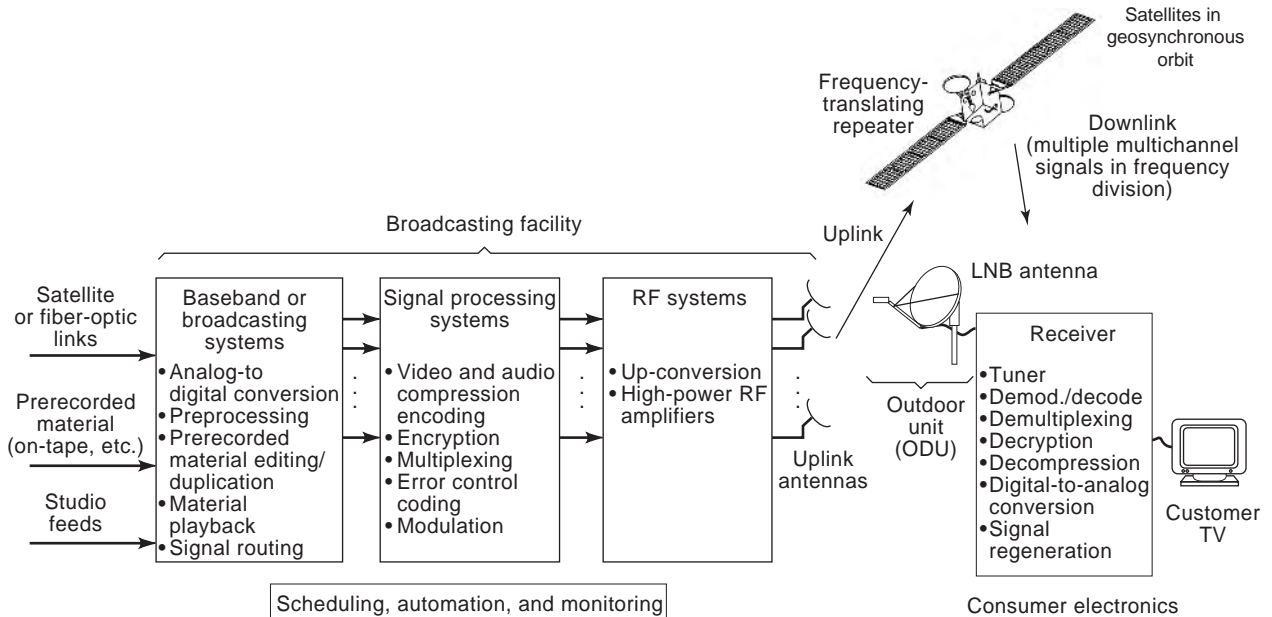 Satellites in
geosynchronous
orbit
Frequency-
translating
repeater
Downlink
(multiple multichannel
signals in frequency
division)
Broadcasting facility
Uplink
LNB antenna
Satellite
or fiber-optic
links
Prerecorded
material
(on-tape, etc.)
Studio
feeds
Baseband or
broadcasting
systems
•Analog-to
digital conversion
•Preprocessing
•Prerecorded
material editing/
duplication
•Material
playback
•Signal routing
Signal processing
systems
•Video and audio
compression
encoding
•Encryption
•Multiplexing
•Error control
coding
•Modulation
RF systems
•Up-conversion
•High-power RF
amplifiers
Uplink
antennas
Outdoor
unit
(ODU)
Receiver
•Tuner
•Demod./decode
•Demultiplexing
•Decryption
•Decompression
•Digital-to-analog
conversion
•Signal
regeneration
Customer
TV
Scheduling, automation, and monitoring
Consumer electronics